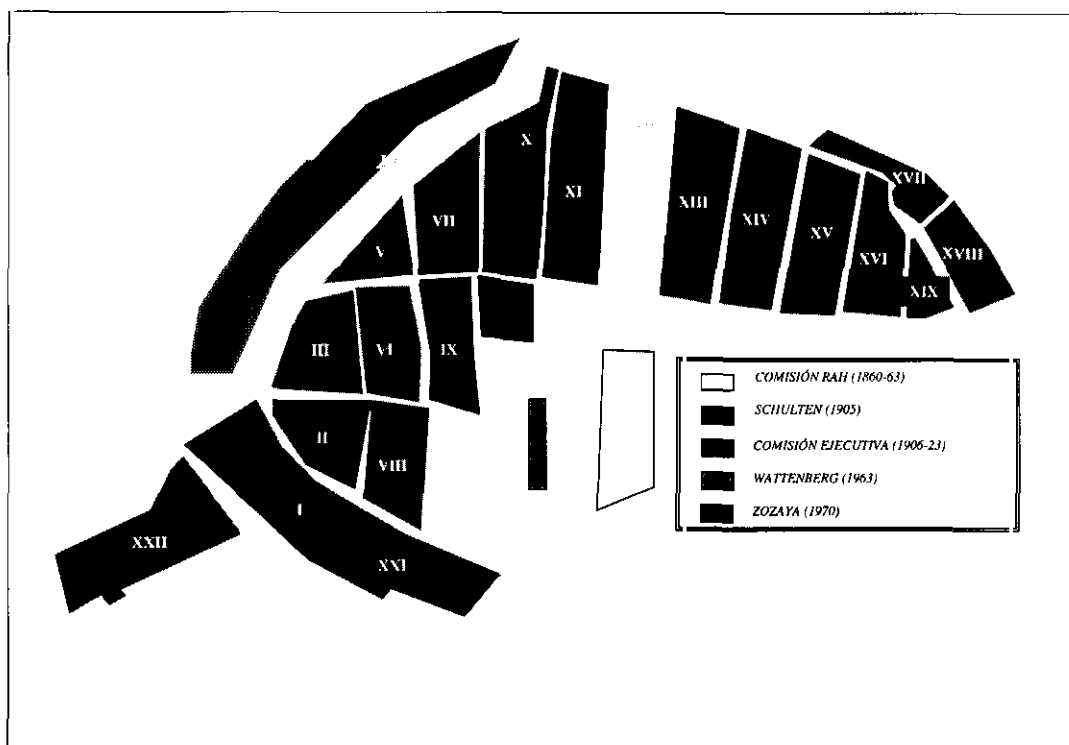 X
XI
VII
V
XIII
XIV
XV
XVI
XVII
XVIII
XIX
III
VI
IX
II
VIII
I
XXI
XXII
COMISIÓN RAH (1860-63)
SCHULTEN (1905)
COMISIÓN EJECUTIVA (1906-23)
WATTENBERG (1963)
ZOZAYA (1970)